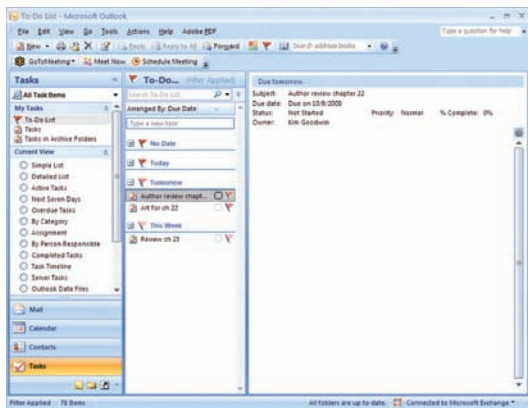 To-Do List - Microsoft Outlook
File Edit View Go Tools Actions Help Adobe PDF
Type a question for help
New Reply Reply to All Forward Search address books
GoToMeeting Meet Now Schedule Meeting
Tasks
All Task Items
My Tasks
To-Do List
Tasks
Tasks in Archive Folders
Current View
Simple List
Detailed List
Active Tasks
Next Seven Days
Overdue Tasks
By Category
Assignment
By Person Responsible
Completed Tasks
Task Timeline
Server Tasks
Outlook Data Files
Mail
Calendar
Contacts
Tasks
To-Do... (Filter Applied)
Search To-Do List
Arranged By: Due Date
Type a new task
No Date
Today
Tomorrow
Author review chapt...
Art for ch 22
This Week
Review ch 23
Due tomorrow.
Subject: Author review chapter 22
Due date: Due on 10/9/2008
Status: Not Started Priority: Normal % Complete: 0%
Owner: Kim Goodwin
Filter Applied 78 Items
All folders are up to date. Connected to Microsoft Exchange